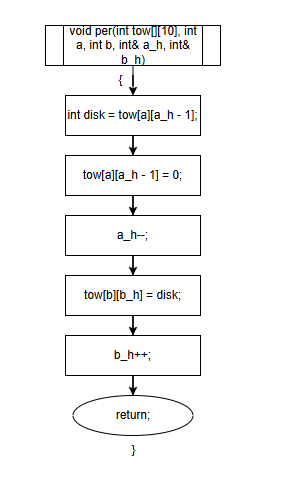 void per(int tow[][10], int
a, int b, int& a_h, int&
b_h)
{
int disk = tow[a][a_h - 1];
tow[a][a_h - 1] = 0;
a_h--;
tow[b][b_h] = disk;
b_h++;
return;
}